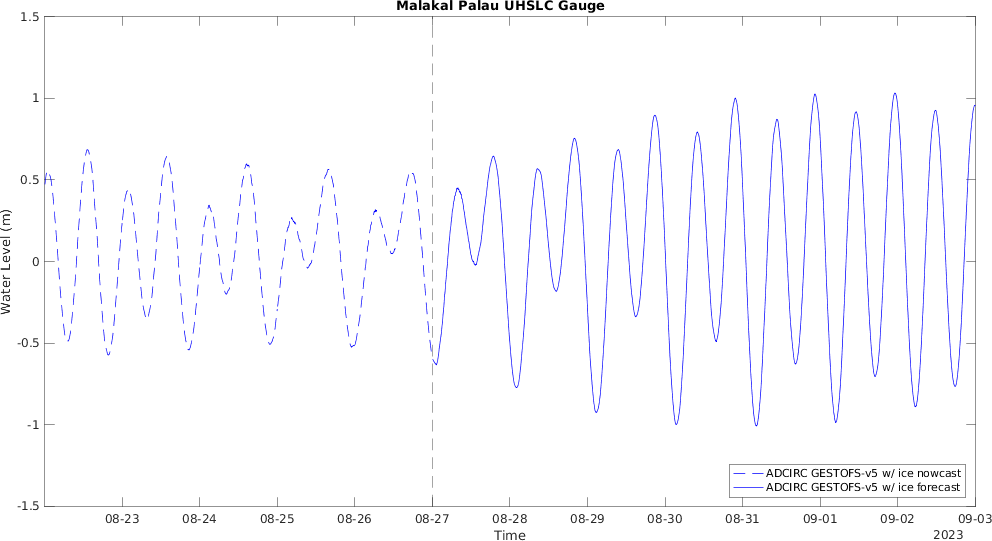 Malakal Palau UHSLC Gauge
1.5
1
0.5
0
-0.5
-1
-1.5
Water Level (m)
08-23 08-24 08-25 08-26 08-27 08-28 08-29 08-30 08-31 09-01 09-02 09-03
Time
2023
ADCIRC GESTOFS-v5 w/ ice nowcast
ADCIRC GESTOFS-v5 w/ ice forecast